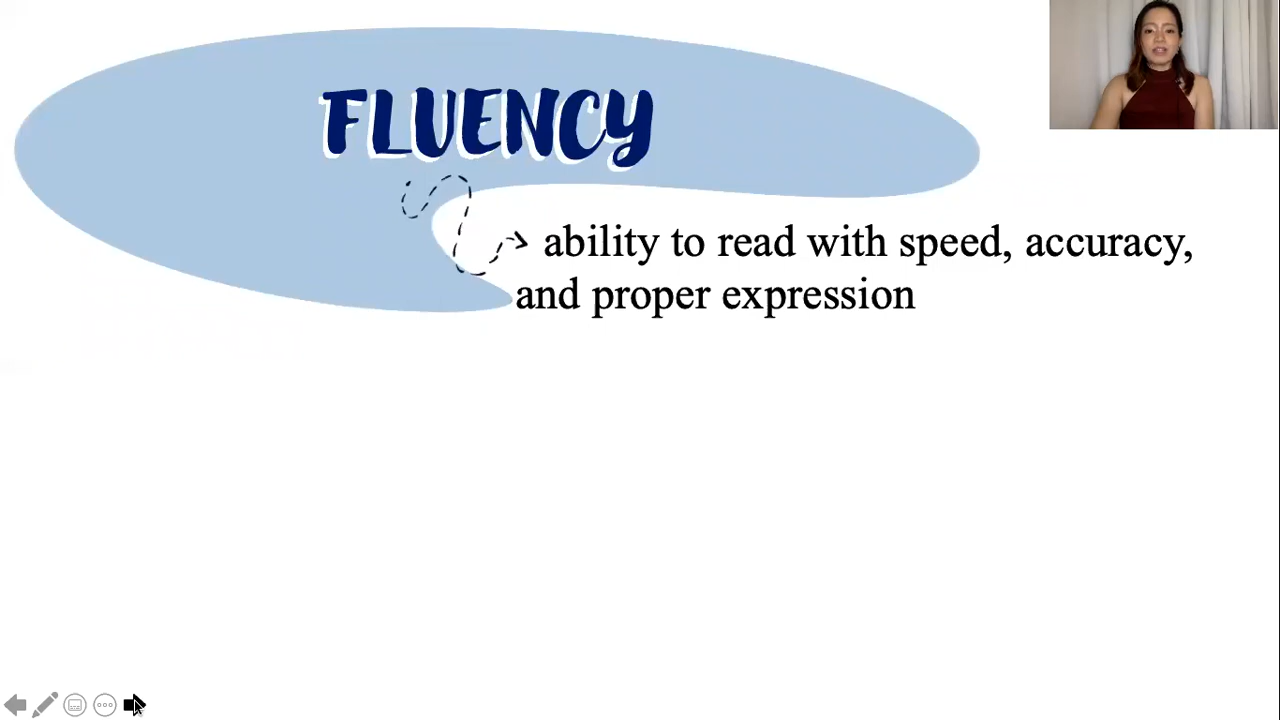 FLUENCY
ability to read with speed, accuracy,
and proper expression